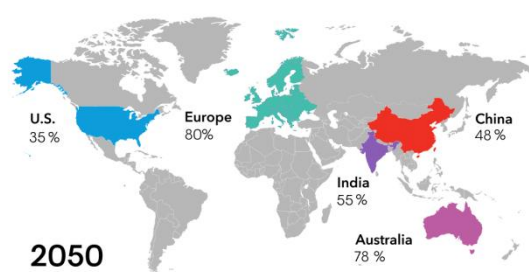 U.S.
35 %
Europe
80%
China
48 %
India
55 %
Australia
78 %
2050